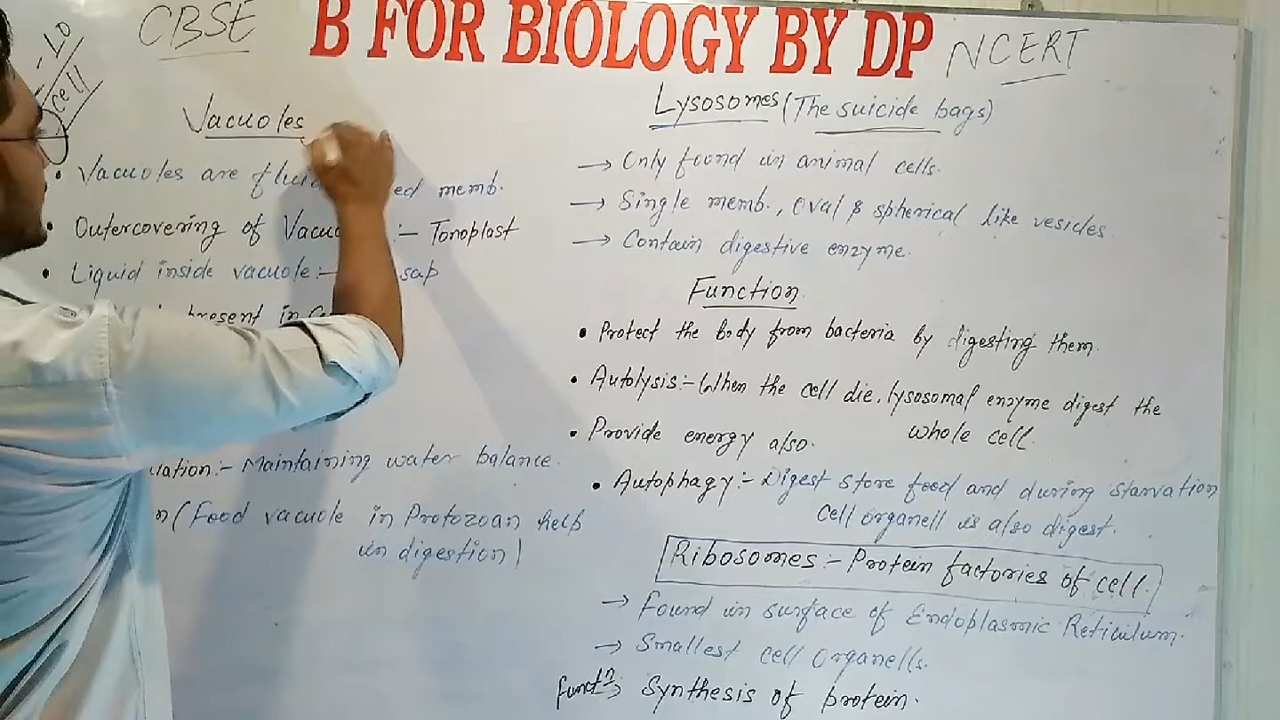 CBSE
B FOR BIOLOGY BY DP
NCERT
-10
cell
Vacuoles
• Vacuoles are fluid ed memb.
• Outercovering of Vacuo :- Tonoplast
• Liquid inside vacuole:- sap
present in
ulation:- Maintaining water balance.
n (Food vacuole in Protozoan help
in digestion)
Lysosomes (The suicide bags)
→ Only found in animal cells.
→ Single memb., Oval & spherical like vesicles.
→ Contain digestive enzyme.
Function
• Protect the body from bacteria by digesting them.
• Autolysis:- When the cell die, lysosomal enzyme digest the
whole cell.
• Provide energy also.
• Autophagy:- Digest store food and during starvation
cell organell is also digest.
Ribosomes:- Protein factories of cell.
→ Found in surface of Endoplasmic Reticulum.
→ Smallest cell Organells.
Functn → Synthesis of protein.